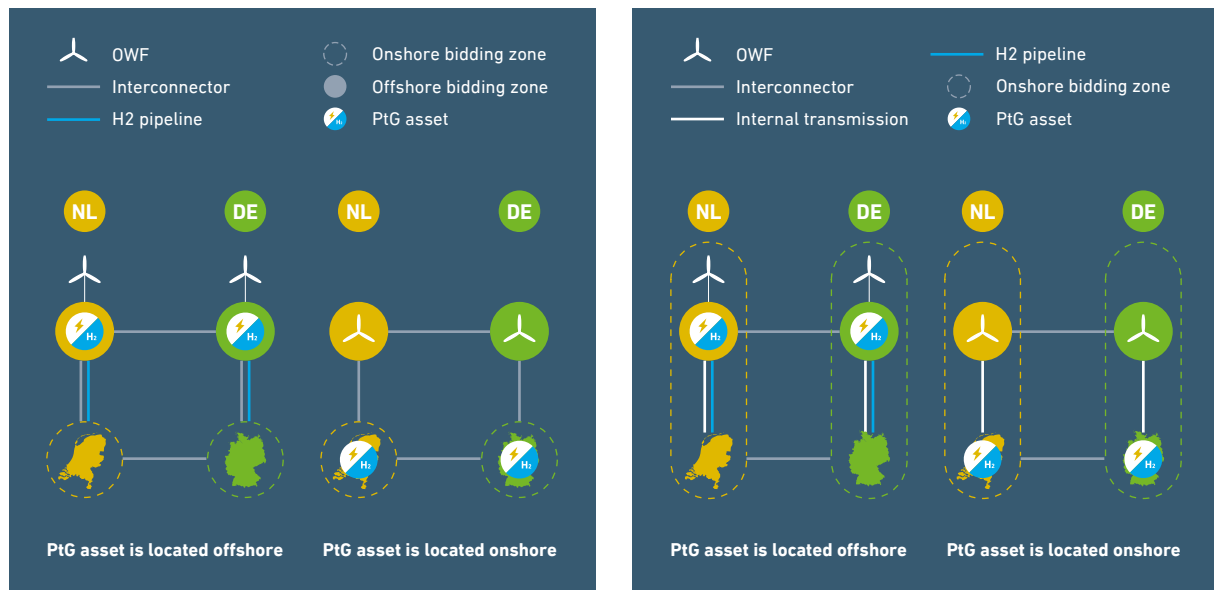 OWF
Interconnector
H2 pipeline
Onshore bidding zone
Offshore bidding zone
PtG asset
H₂
NL
DE
NL
DE
H₂
H₂
H₂
H₂
PtG asset is located offshore
PtG asset is located onshore
OWF
Interconnector
Internal transmission
H2 pipeline
Onshore bidding zone
PtG asset
H₂
NL
DE
NL
DE
H₂
H₂
H₂
H₂
PtG asset is located offshore
PtG asset is located onshore